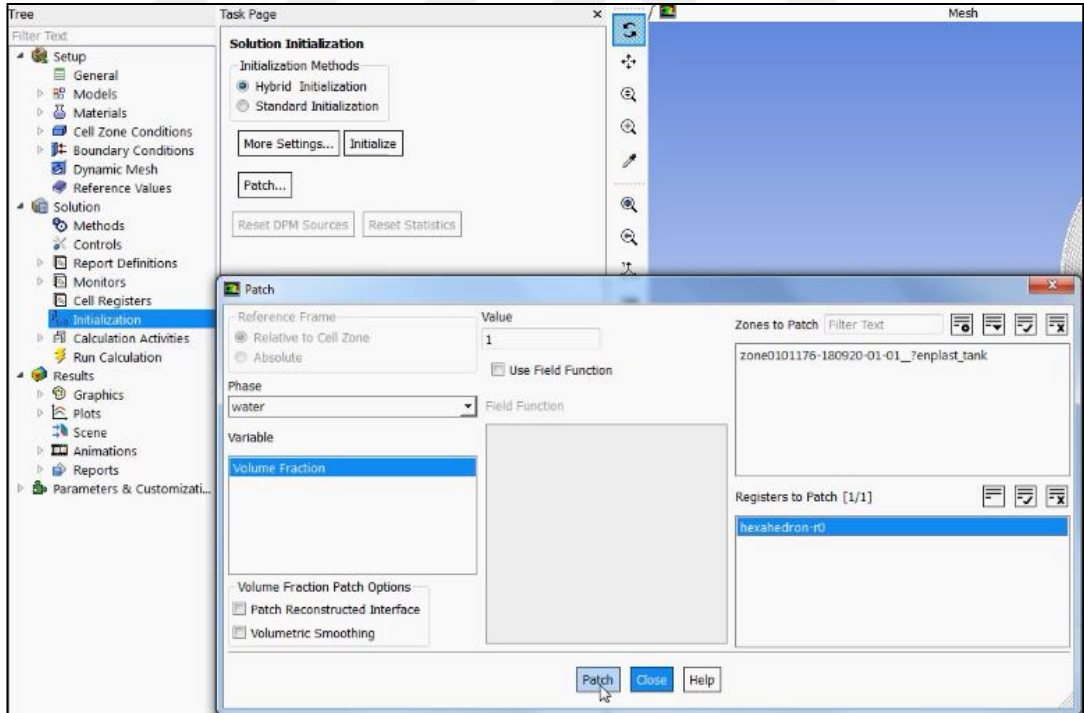 Tree
Filter Text
Setup
General
Models
Materials
Cell Zone Conditions
Boundary Conditions
Dynamic Mesh
Reference Values
Solution
Methods
Controls
Report Definitions
Monitors
Cell Registers
Initialization
Calculation Activities
Run Calculation
Results
Graphics
Plots
Scene
Animations
Reports
Parameters & Customizati...
Task Page
Solution Initialization
Initialization Methods
Hybrid Initialization
Standard Initialization
More Settings... Initialize
Patch...
Reset DPM Sources Reset Statistics
Mesh
Patch
Reference Frame
Relative to Cell Zone
Absolute
Phase
water
Variable
Volume Fraction
Volume Fraction Patch Options
Patch Reconstructed Interface
Volumetric Smoothing
Value
1
Use Field Function
Field Function
Zones to Patch Filter Text
zone0101176-180920-01-01_?enplast_tank
Registers to Patch [1/1]
hexahedron-r0
Patch Close Help